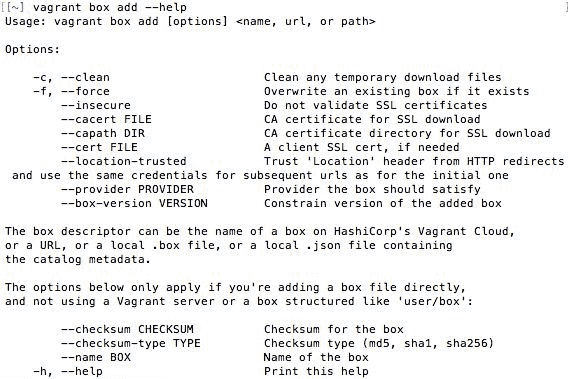 [[~] vagrant box add --help ]
Usage: vagrant box add [options] <name, url, or path>

Options:

    -c, --clean                      Clean any temporary download files
    -f, --force                      Overwrite an existing box if it exists
        --insecure                   Do not validate SSL certificates
        --cacert FILE                CA certificate for SSL download
        --capath DIR                 CA certificate directory for SSL download
        --cert FILE                  A client SSL cert, if needed
        --location-trusted           Trust 'Location' header from HTTP redirects
 and use the same credentials for subsequent urls as for the initial one
        --provider PROVIDER          Provider the box should satisfy
        --box-version VERSION        Constrain version of the added box

The box descriptor can be the name of a box on HashiCorp's Vagrant Cloud,
or a URL, or a local .box file, or a local .json file containing
the catalog metadata.

The options below only apply if you're adding a box file directly,
and not using a Vagrant server or a box structured like 'user/box':

        --checksum CHECKSUM          Checksum for the box
        --checksum-type TYPE         Checksum type (md5, sha1, sha256)
        --name BOX                   Name of the box
    -h, --help                       Print this help